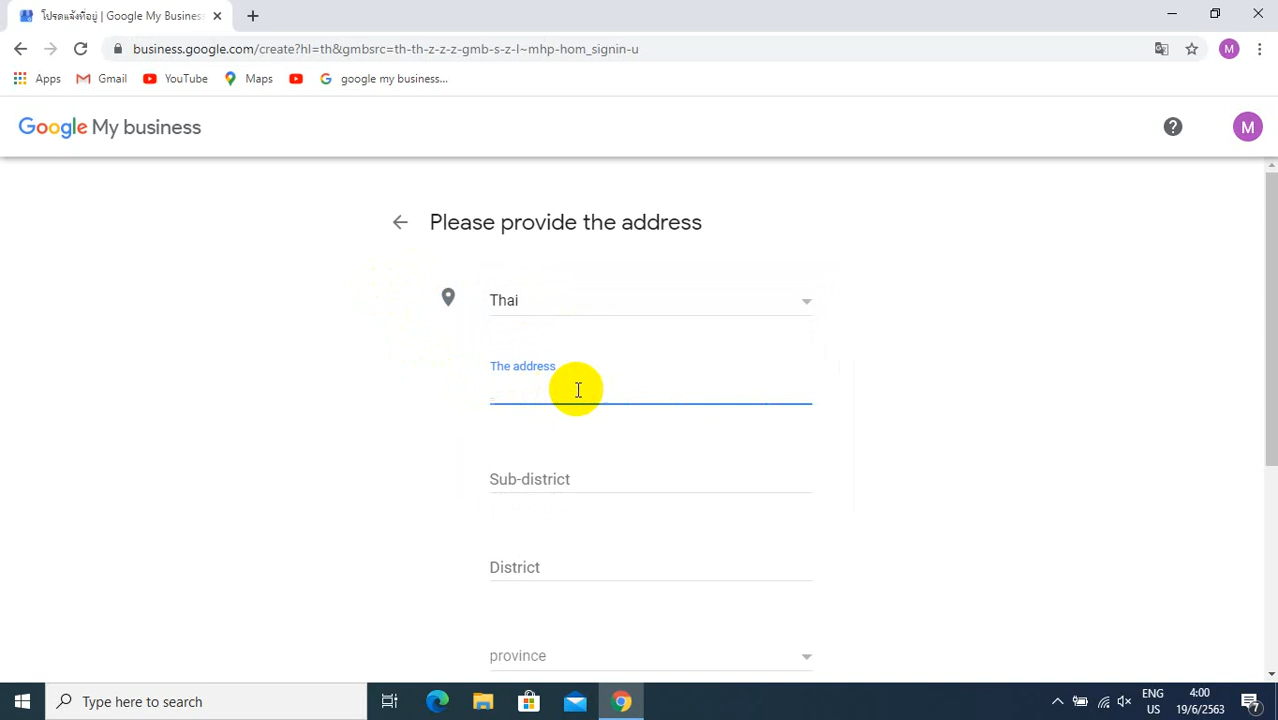 โปรดแจ้งที่อยู่ | Google My Business
business.google.com/create?hl=th&gmbsrc=th-th-z-z-z-gmb-s-z-l~mhp-hom_signin-u
M
Apps
Gmail
YouTube
Maps
google my business...
Google My business
M
Please provide the address
Thai
The address
Sub-district
District
province
Type here to search
ENG
US
4:00
19/6/2563
7